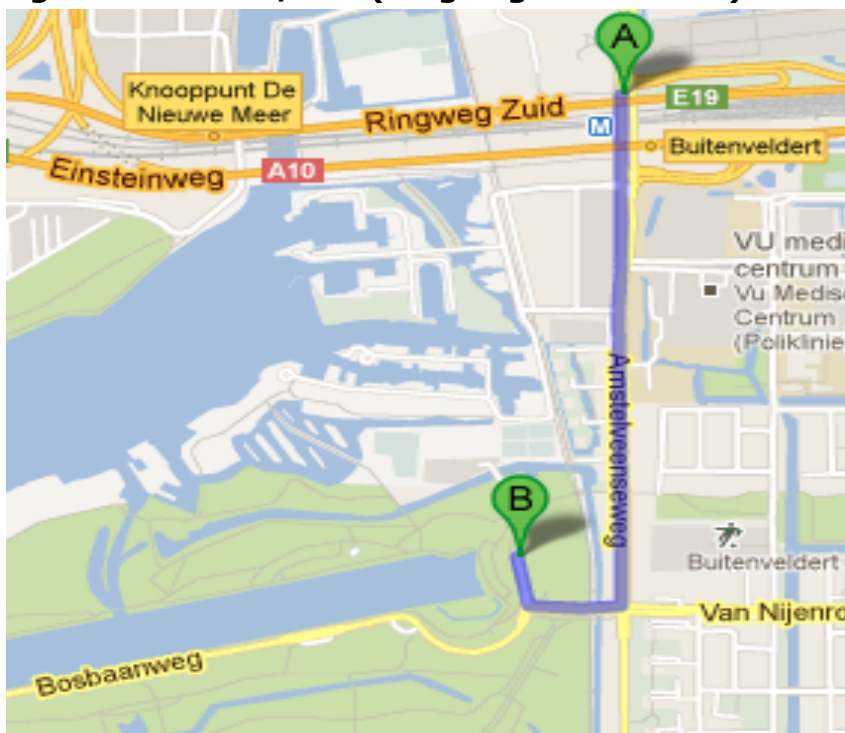 A
Knooppunt De
Nieuwe Meer
Ringweg Zuid
E19
M
Buitenveldert
Einsteinweg
A10
VU medi
centrum
Vu Medisc
Centrum
(Poliklinie
Amstelveenseweg
B
Buitenveldert
Van Nijenro
Bosbaanweg